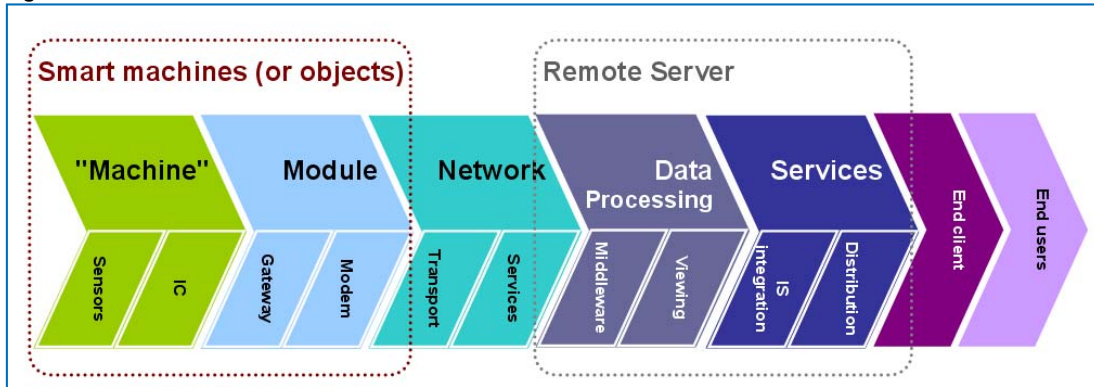 Smart machines (or objects)
Remote Server
"Machine"
Module
Network
Data
Processing
Services
Sensors
IC
Gateway
Modem
Transport
Services
Middleware
Viewing
IS
integration
Distribution
End client
End users